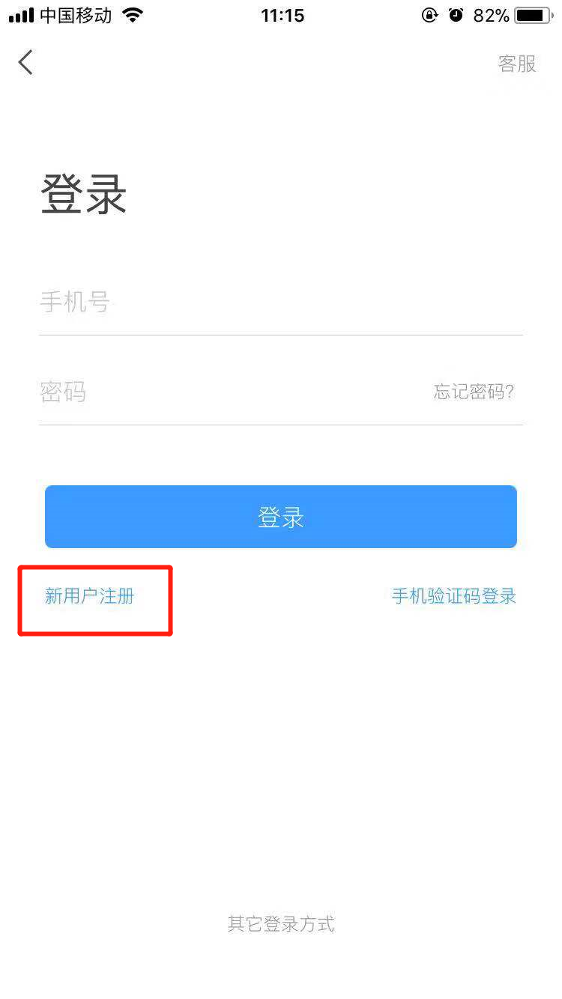 中国移动 11:15 82%
客服
登录
手机号
密码 忘记密码?
登录
新用户注册 手机验证码登录
其它登录方式